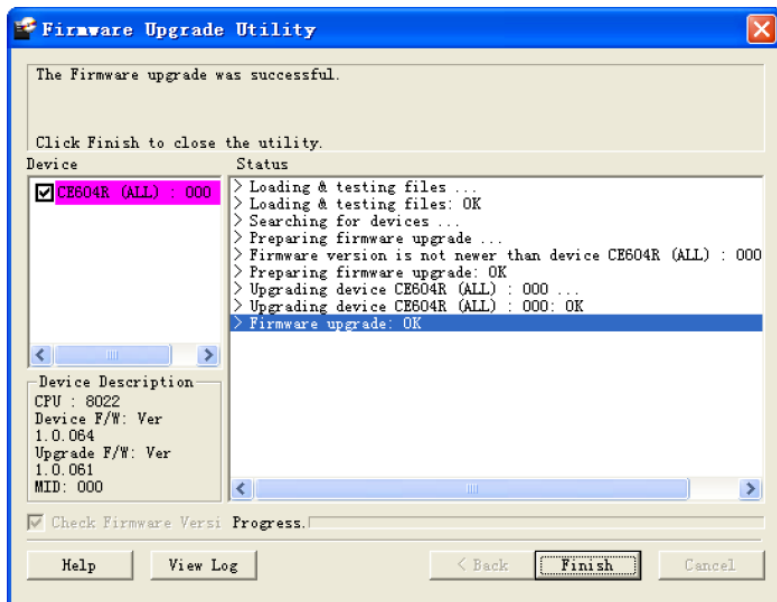 Firmware Upgrade Utility
The Firmware upgrade was successful.
Click Finish to close the utility.
Device
CE604R (ALL) : 000
Status
> Loading & testing files ...
> Loading & testing files: OK
> Searching for devices ...
> Preparing firmware upgrade ...
> Firmware version is not newer than device CE604R (ALL) : 000
> Preparing firmware upgrade: OK
> Upgrading device CE604R (ALL) : 000 ...
> Upgrading device CE604R (ALL) : 000: OK
> Firmware upgrade: OK
Device Description
CPU : 8022
Device F/W: Ver
1.0.064
Upgrade F/W: Ver
1.0.061
MID: 000
Check Firmware Versi Progress.
Help View Log < Back Finish Cancel